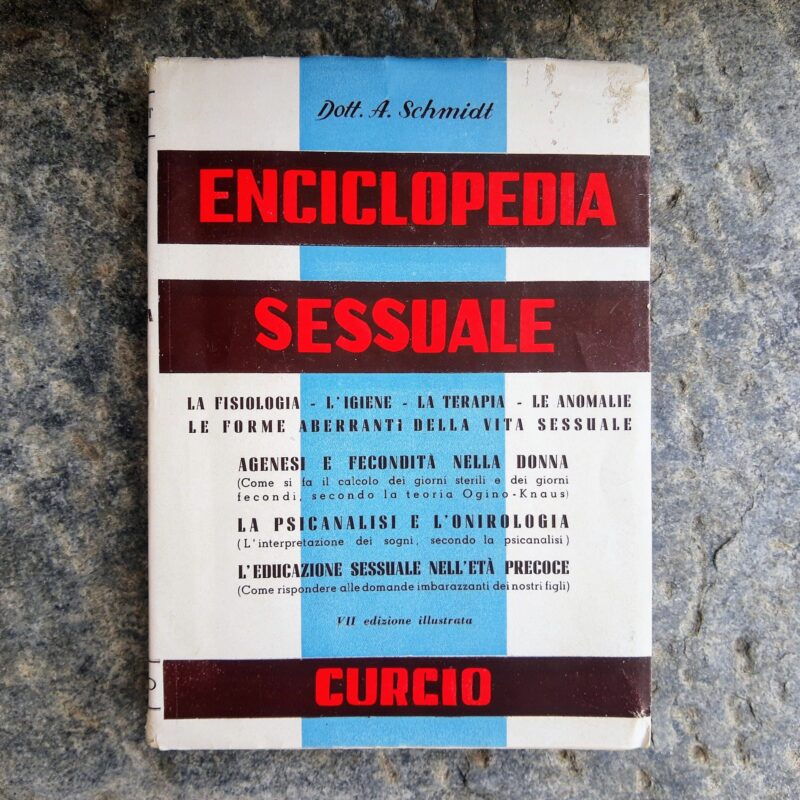 Dott. A. Schmidt
ENCICLOPEDIA
SESSUALE
LA FISIOLOGIA - L'IGIENE - LA TERAPIA - LE ANOMALIE
LE FORME ABERRANTi DELLA VITA SESSUALE
AGENESI E FECONDITÀ NELLA DONNA
(Come si fa il calcolo dei giorni sterili e dei giorni
fecondi, secondo la teoria Ogino-Knaus)
LA PSICANALISI E L'ONIROLOGIA
(L'interpretazione dei sogni, secondo la psicanalisi)
L'EDUCAZIONE SESSUALE NELL'ETÀ PRECOCE
(Come rispondere alle domande imbarazzanti dei nostri figli)
VII edizione illustrata
CURCIO